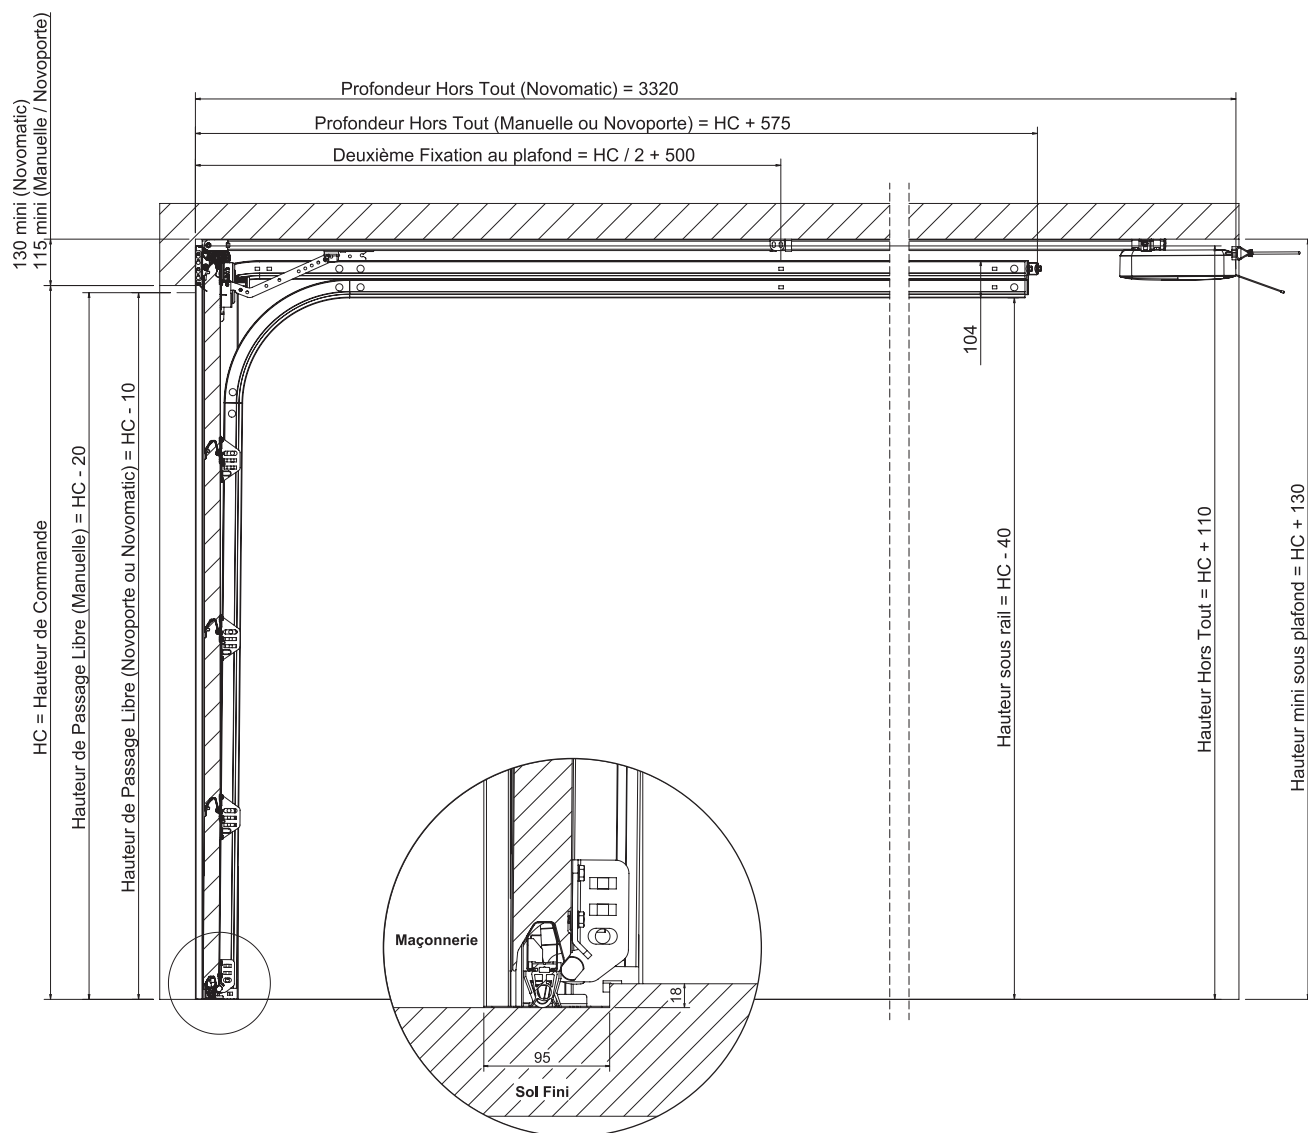 130 mini (Novomatic)
115 mini (Manuelle / Novoporte)
Profondeur Hors Tout (Novomatic) = 3320
Profondeur Hors Tout (Manuelle ou Novoporte) = HC + 575
Deuxième Fixation au plafond = HC / 2 + 500
HC = Hauteur de Commande
Hauteur de Passage Libre (Manuelle) = HC - 20
Hauteur de Passage Libre (Novoporte ou Novomatic) = HC - 10
104
Hauteur sous rail = HC - 40
Hauteur Hors Tout = HC + 110
Hauteur mini sous plafond = HC + 130
Maçonnerie
18
95
Sol Fini